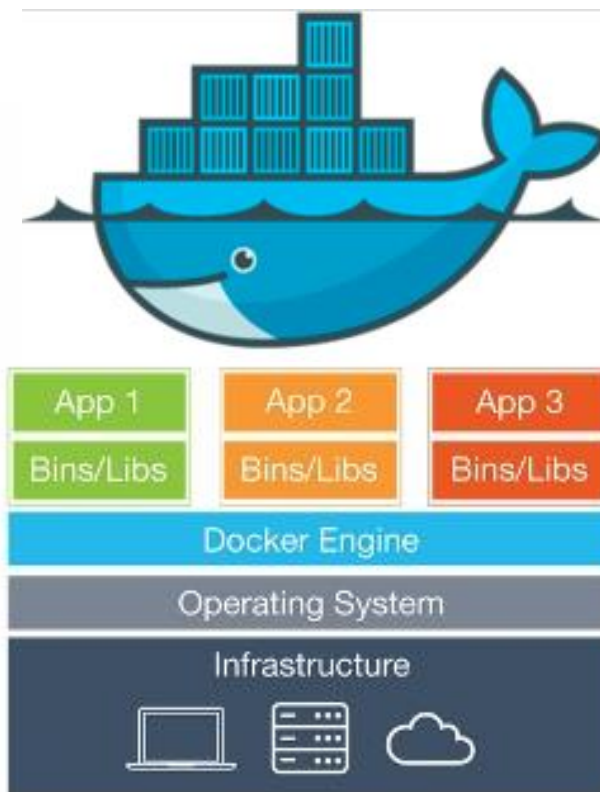 App 1 App 2 App 3
Bins/Libs Bins/Libs Bins/Libs
Docker Engine
Operating System
Infrastructure